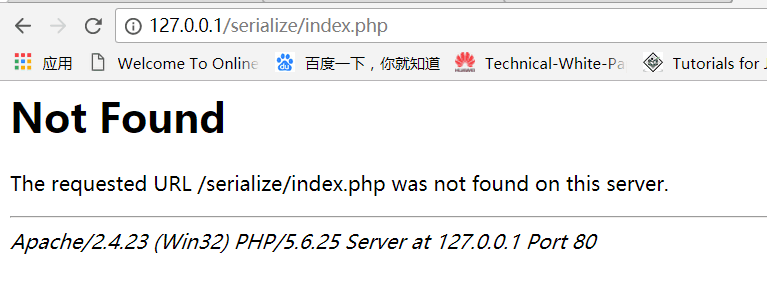 127.0.0.1/serialize/index.php
应用 Welcome To Online 百度一下，你就知道 Technical-White-Pa Tutorials for J
Not Found
The requested URL /serialize/index.php was not found on this server.
Apache/2.4.23 (Win32) PHP/5.6.25 Server at 127.0.0.1 Port 80